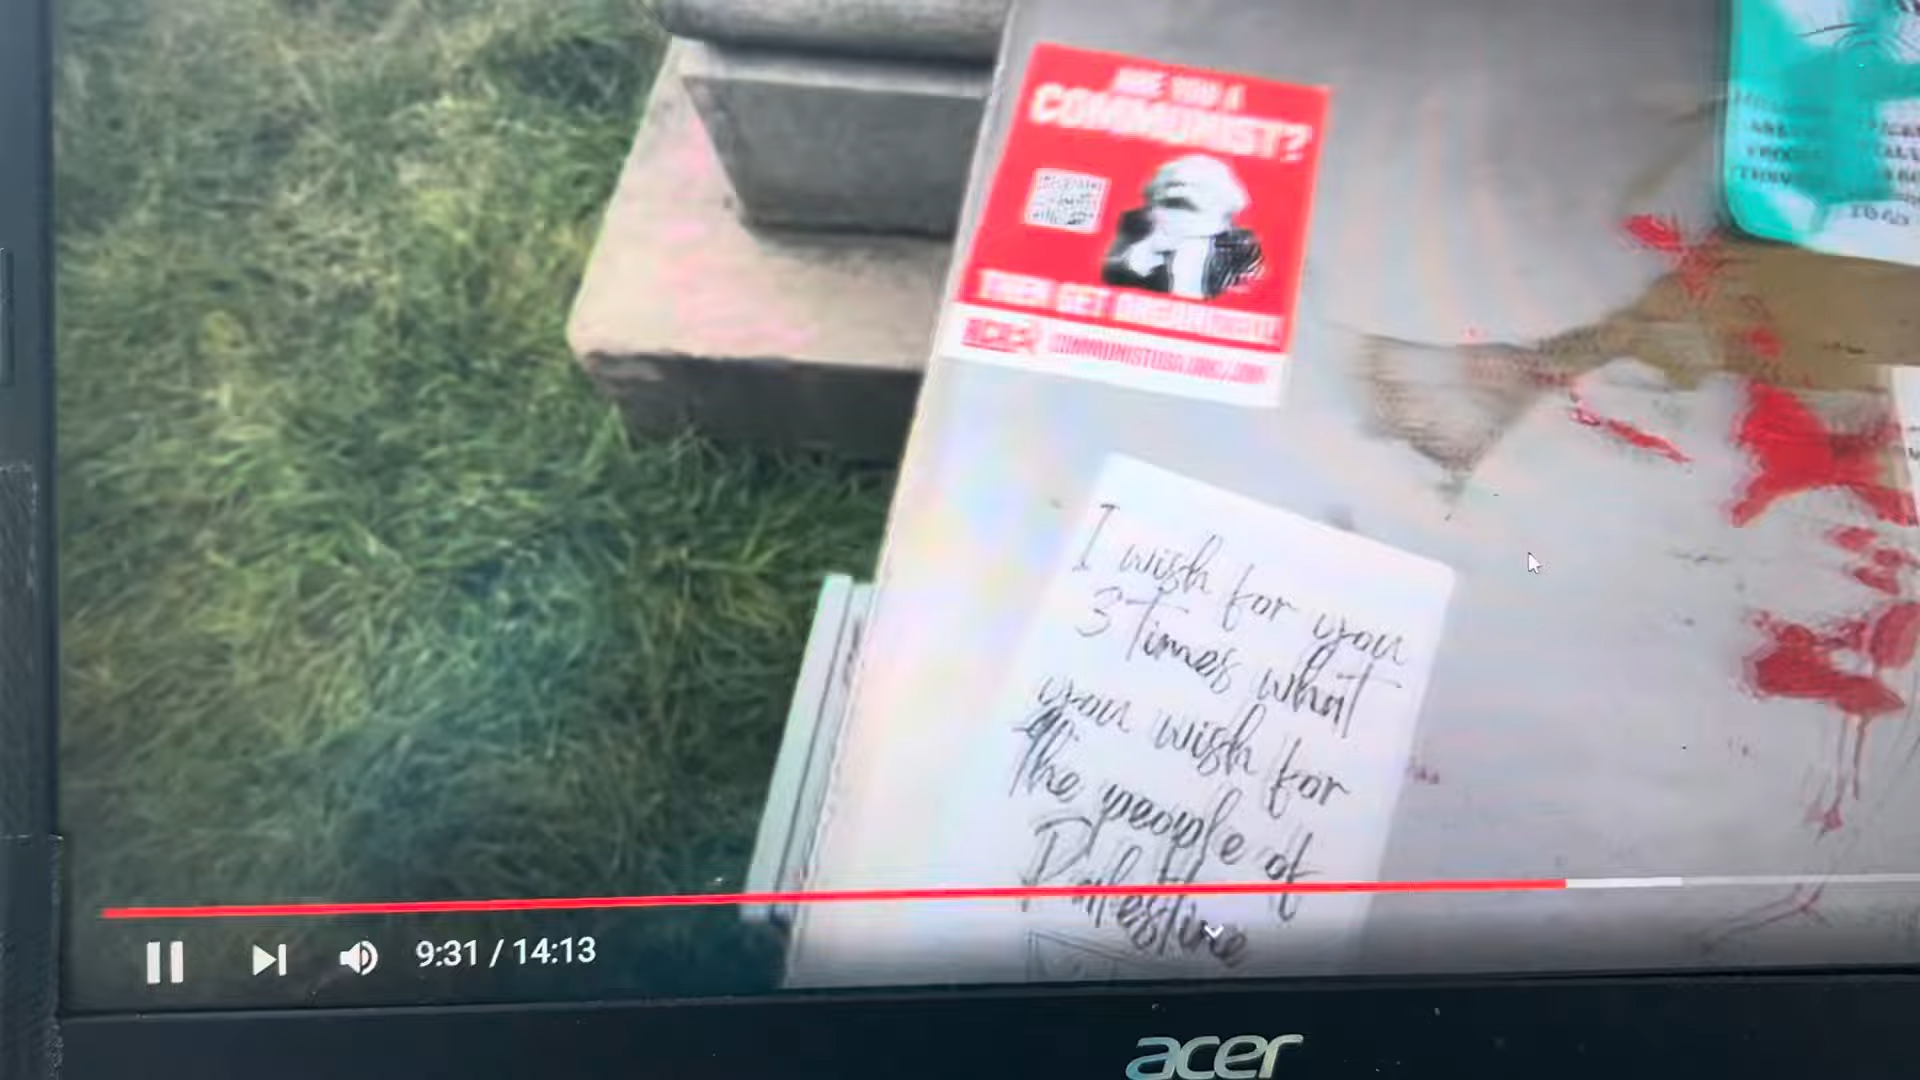 ARE YOU A
COMMUNIST?
THEN GET ORGANISED!
I wish for you
3 times what
you wish for
the people of
Palestine
9:31 / 14:13
acer